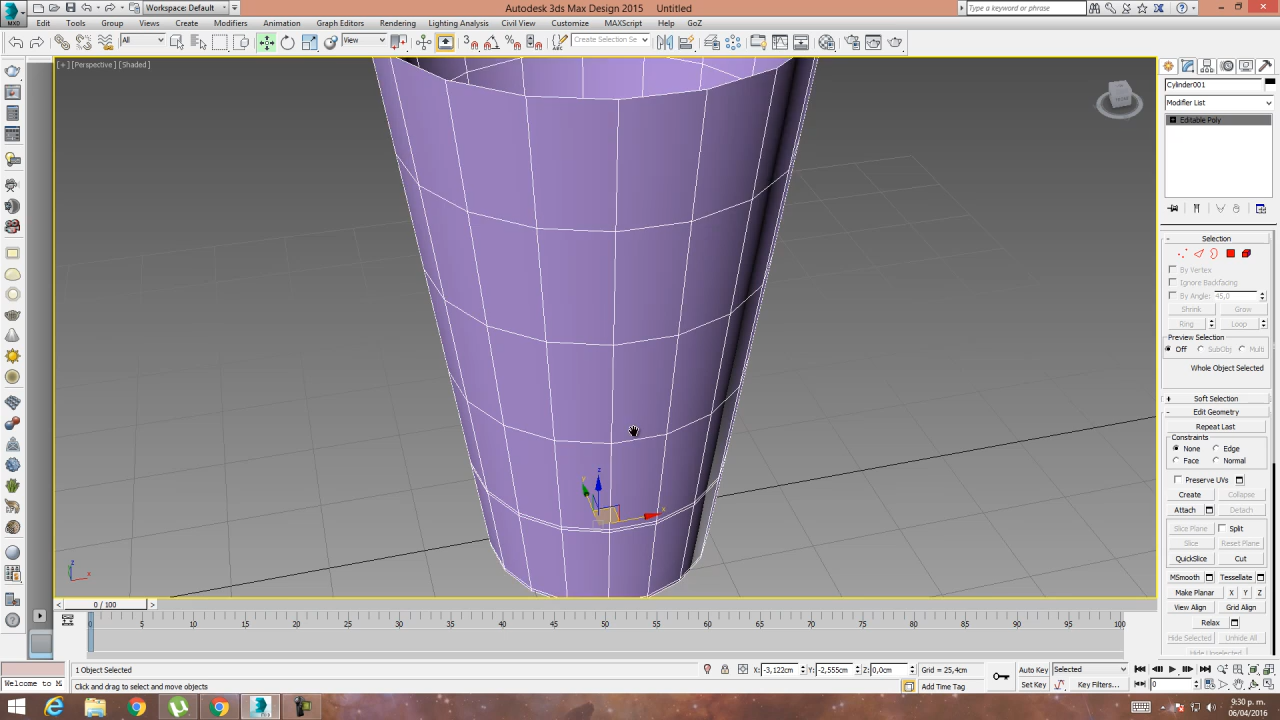 Workspace: Default
Autodesk 3ds Max Design 2015 Untitled
Type a keyword or phrase
MXD
Edit Tools Group Views Create Modifiers Animation Graph Editors Rendering Lighting Analysis Civil View Customize MAXScript Help GoZ
All View Create Selection Se
[+] [Perspective] [Shaded]
Cylinder001
Modifier List
Editable Poly
Selection
By Vertex
Ignore Backfacing
By Angle: 45,0
Shrink Grow
Ring Loop
Preview Selection
Off SubObj Multi
Whole Object Selected
Soft Selection
Edit Geometry
Repeat Last
Constraints
None Edge
Face Normal
Preserve UVs
Create Collapse
Attach Detach
Slice Plane Split
Slice Reset Plane
QuickSlice Cut
MSmooth Tessellate
Make Planar X Y Z
View Align Grid Align
Relax
Hide Selected Unhide All
Hide Unselected
z
x
z
x
< 0 / 100 >
0 5 10 15 20 25 30 35 40 45 50 55 60 65 70 75 80 85 90 95 100
1 Object Selected X: -3,122cm Y: -2,555cm Z: 0,0cm Grid = 25,4cm Auto Key Selected
Welcome to M Click and drag to select and move objects Add Time Tag Set Key Key Filters... 0
9:30 p. m.
06/04/2016